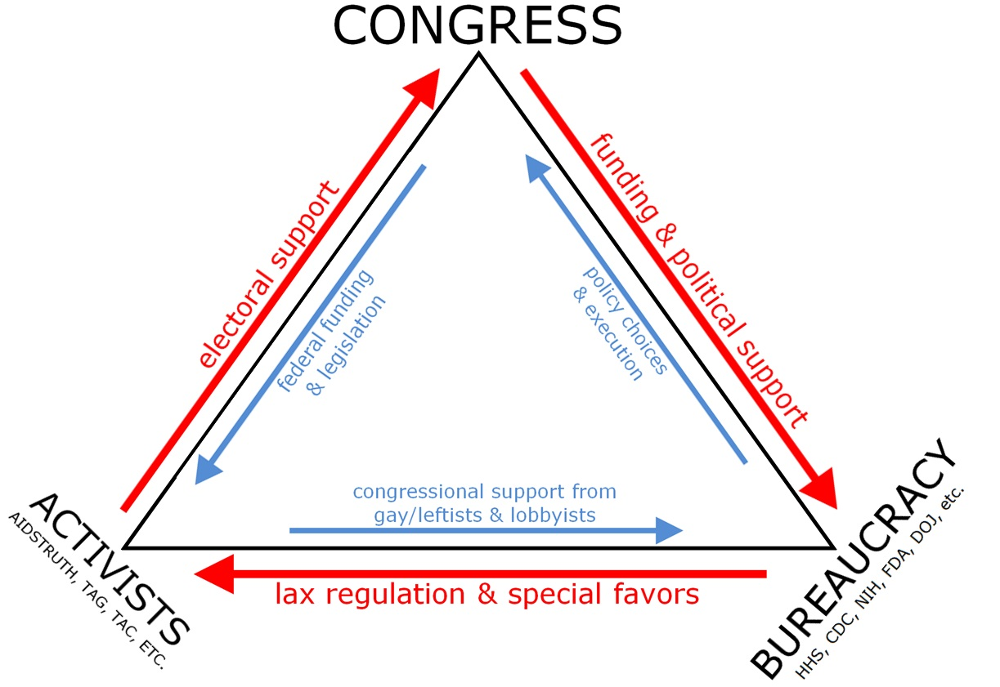 CONGRESS
electoral support
federal funding
& legislation
funding & political support
policy choices
& execution
congressional support from
gay/leftists & lobbyists
lax regulation & special favors
ACTIVISTS
AIDSTRUTH, TAG, TAC, ETC.
BUREAUCRACY
HHS, CDC, NIH, FDA, DOJ, etc.